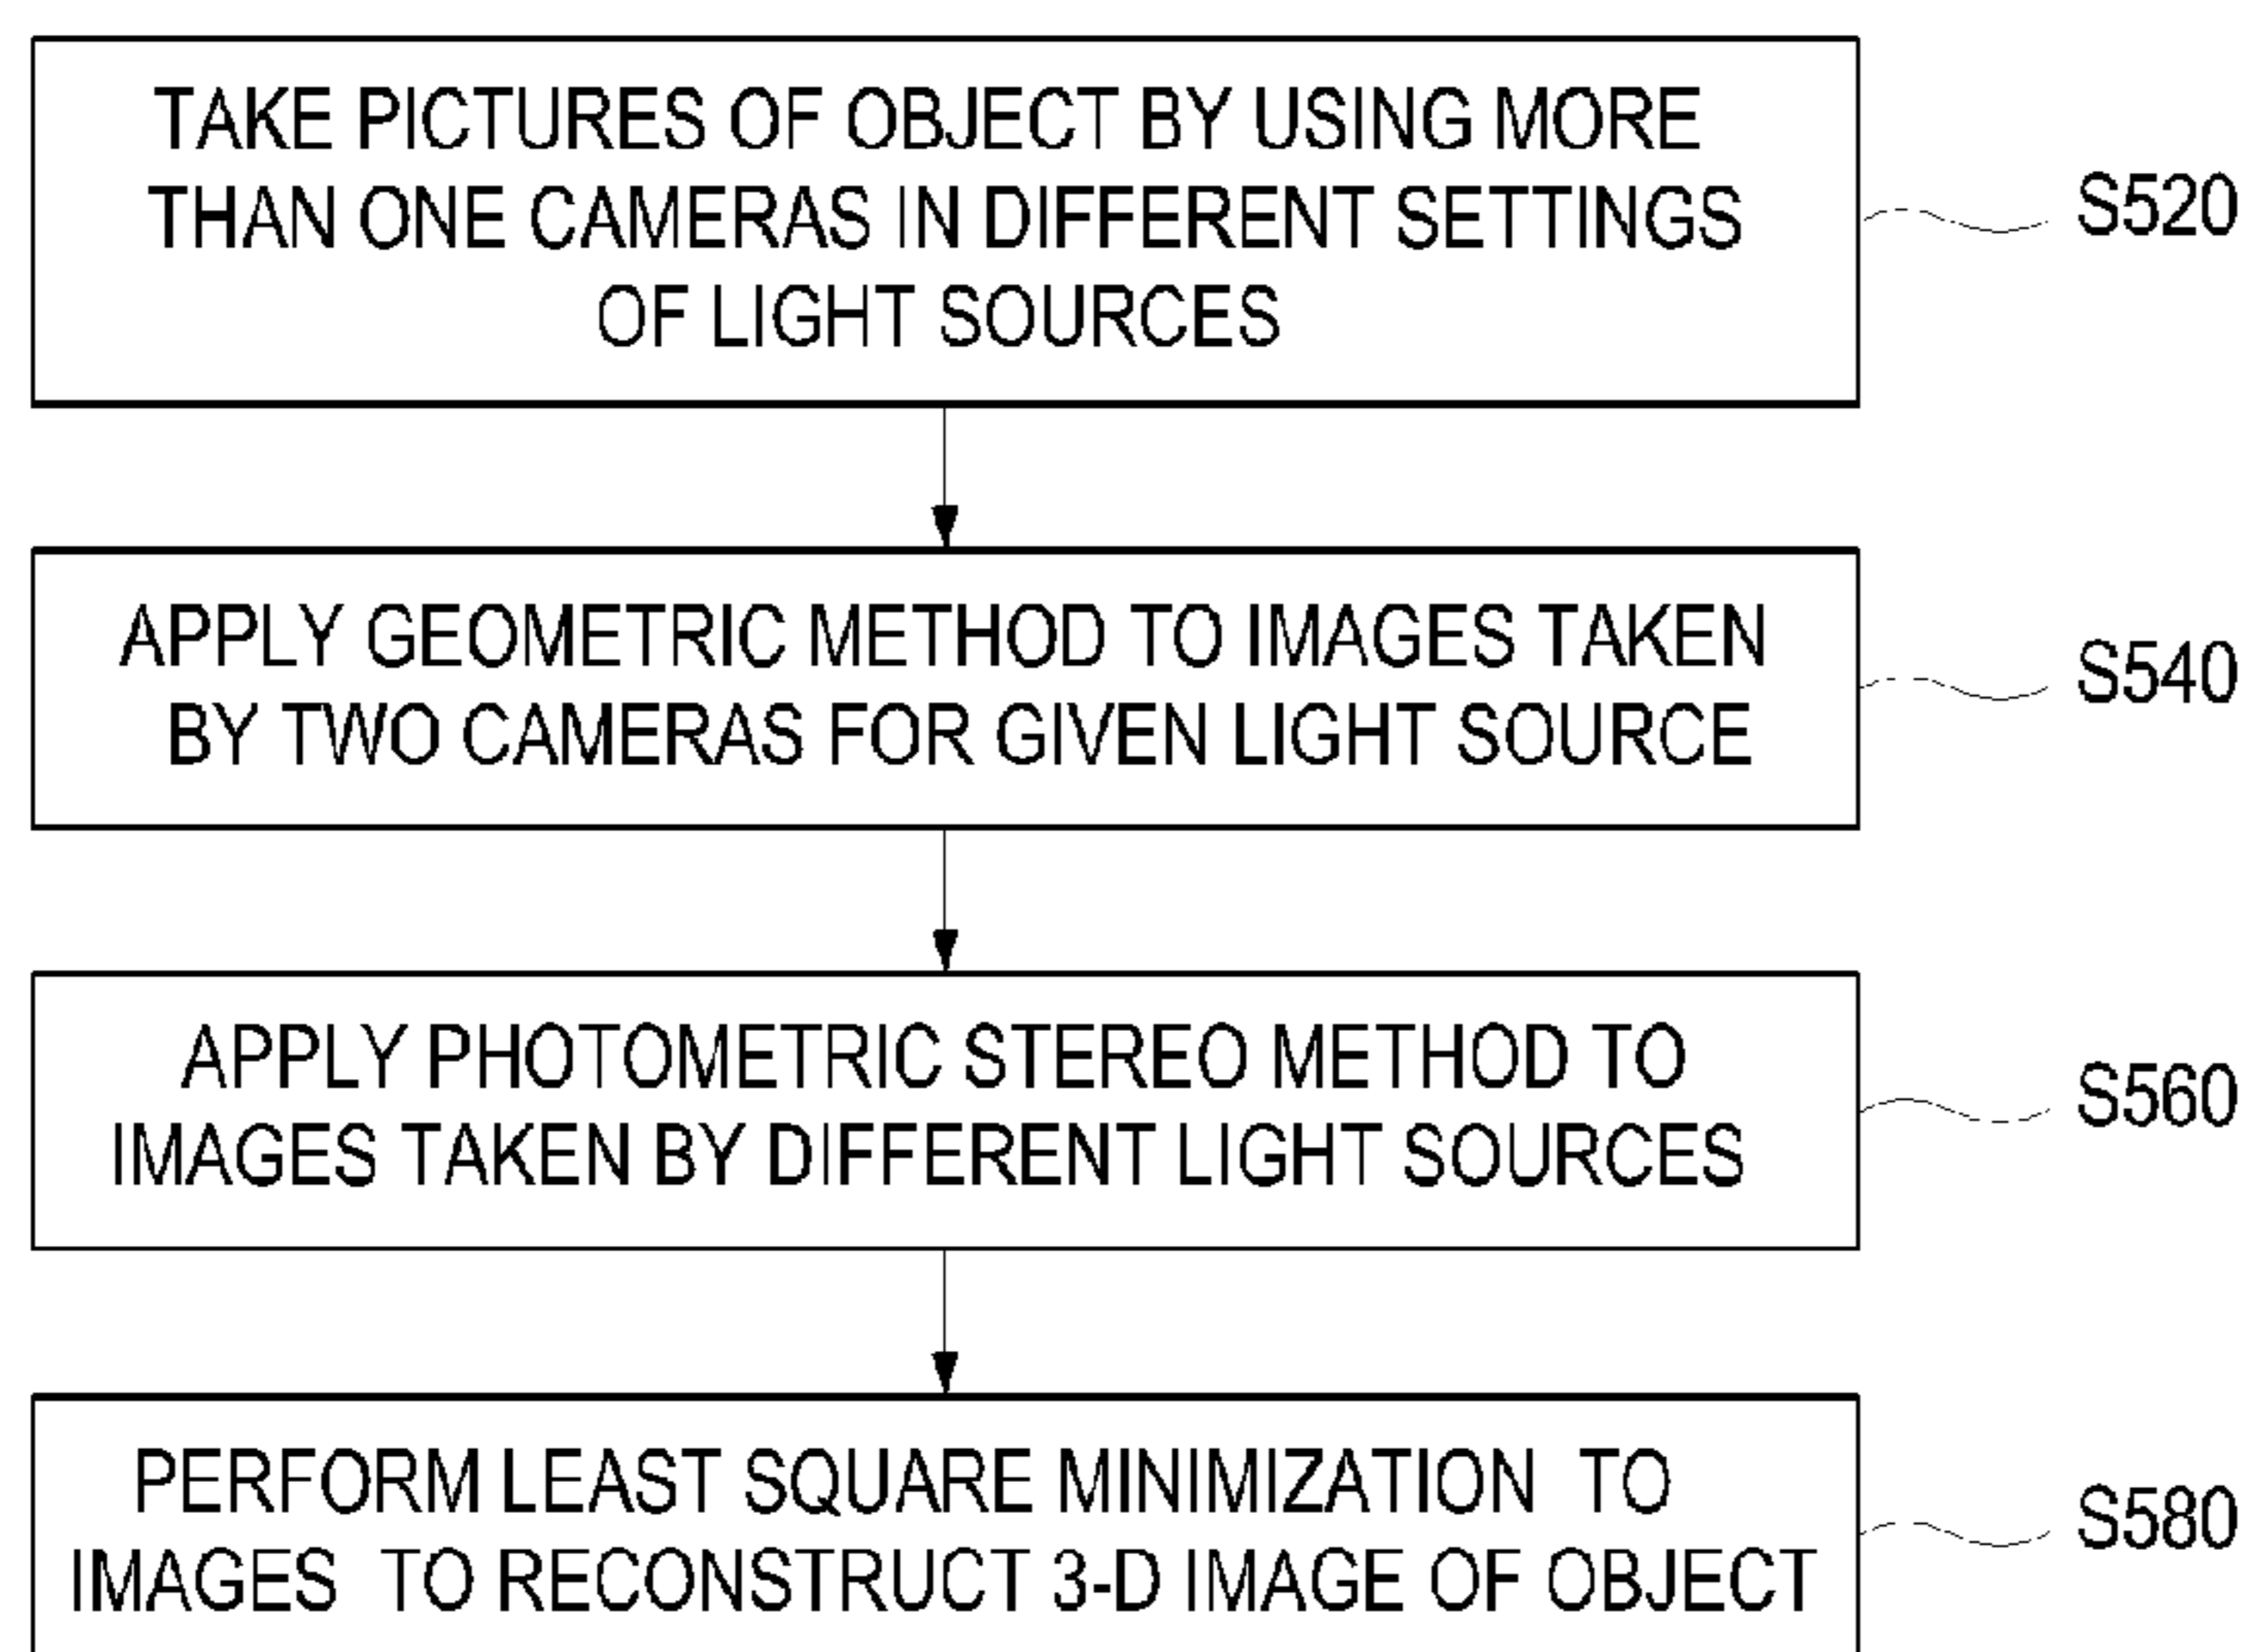 TAKE PICTURES OF OBJECT BY USING MORE
THAN ONE CAMERAS IN DIFFERENT SETTINGS
OF LIGHT SOURCES
S520
APPLY GEOMETRIC METHOD TO IMAGES TAKEN
BY TWO CAMERAS FOR GIVEN LIGHT SOURCE
S540
APPLY PHOTOMETRIC STEREO METHOD TO
IMAGES TAKEN BY DIFFERENT LIGHT SOURCES
S560
PERFORM LEAST SQUARE MINIMIZATION TO
IMAGES TO RECONSTRUCT 3-D IMAGE OF OBJECT
S580